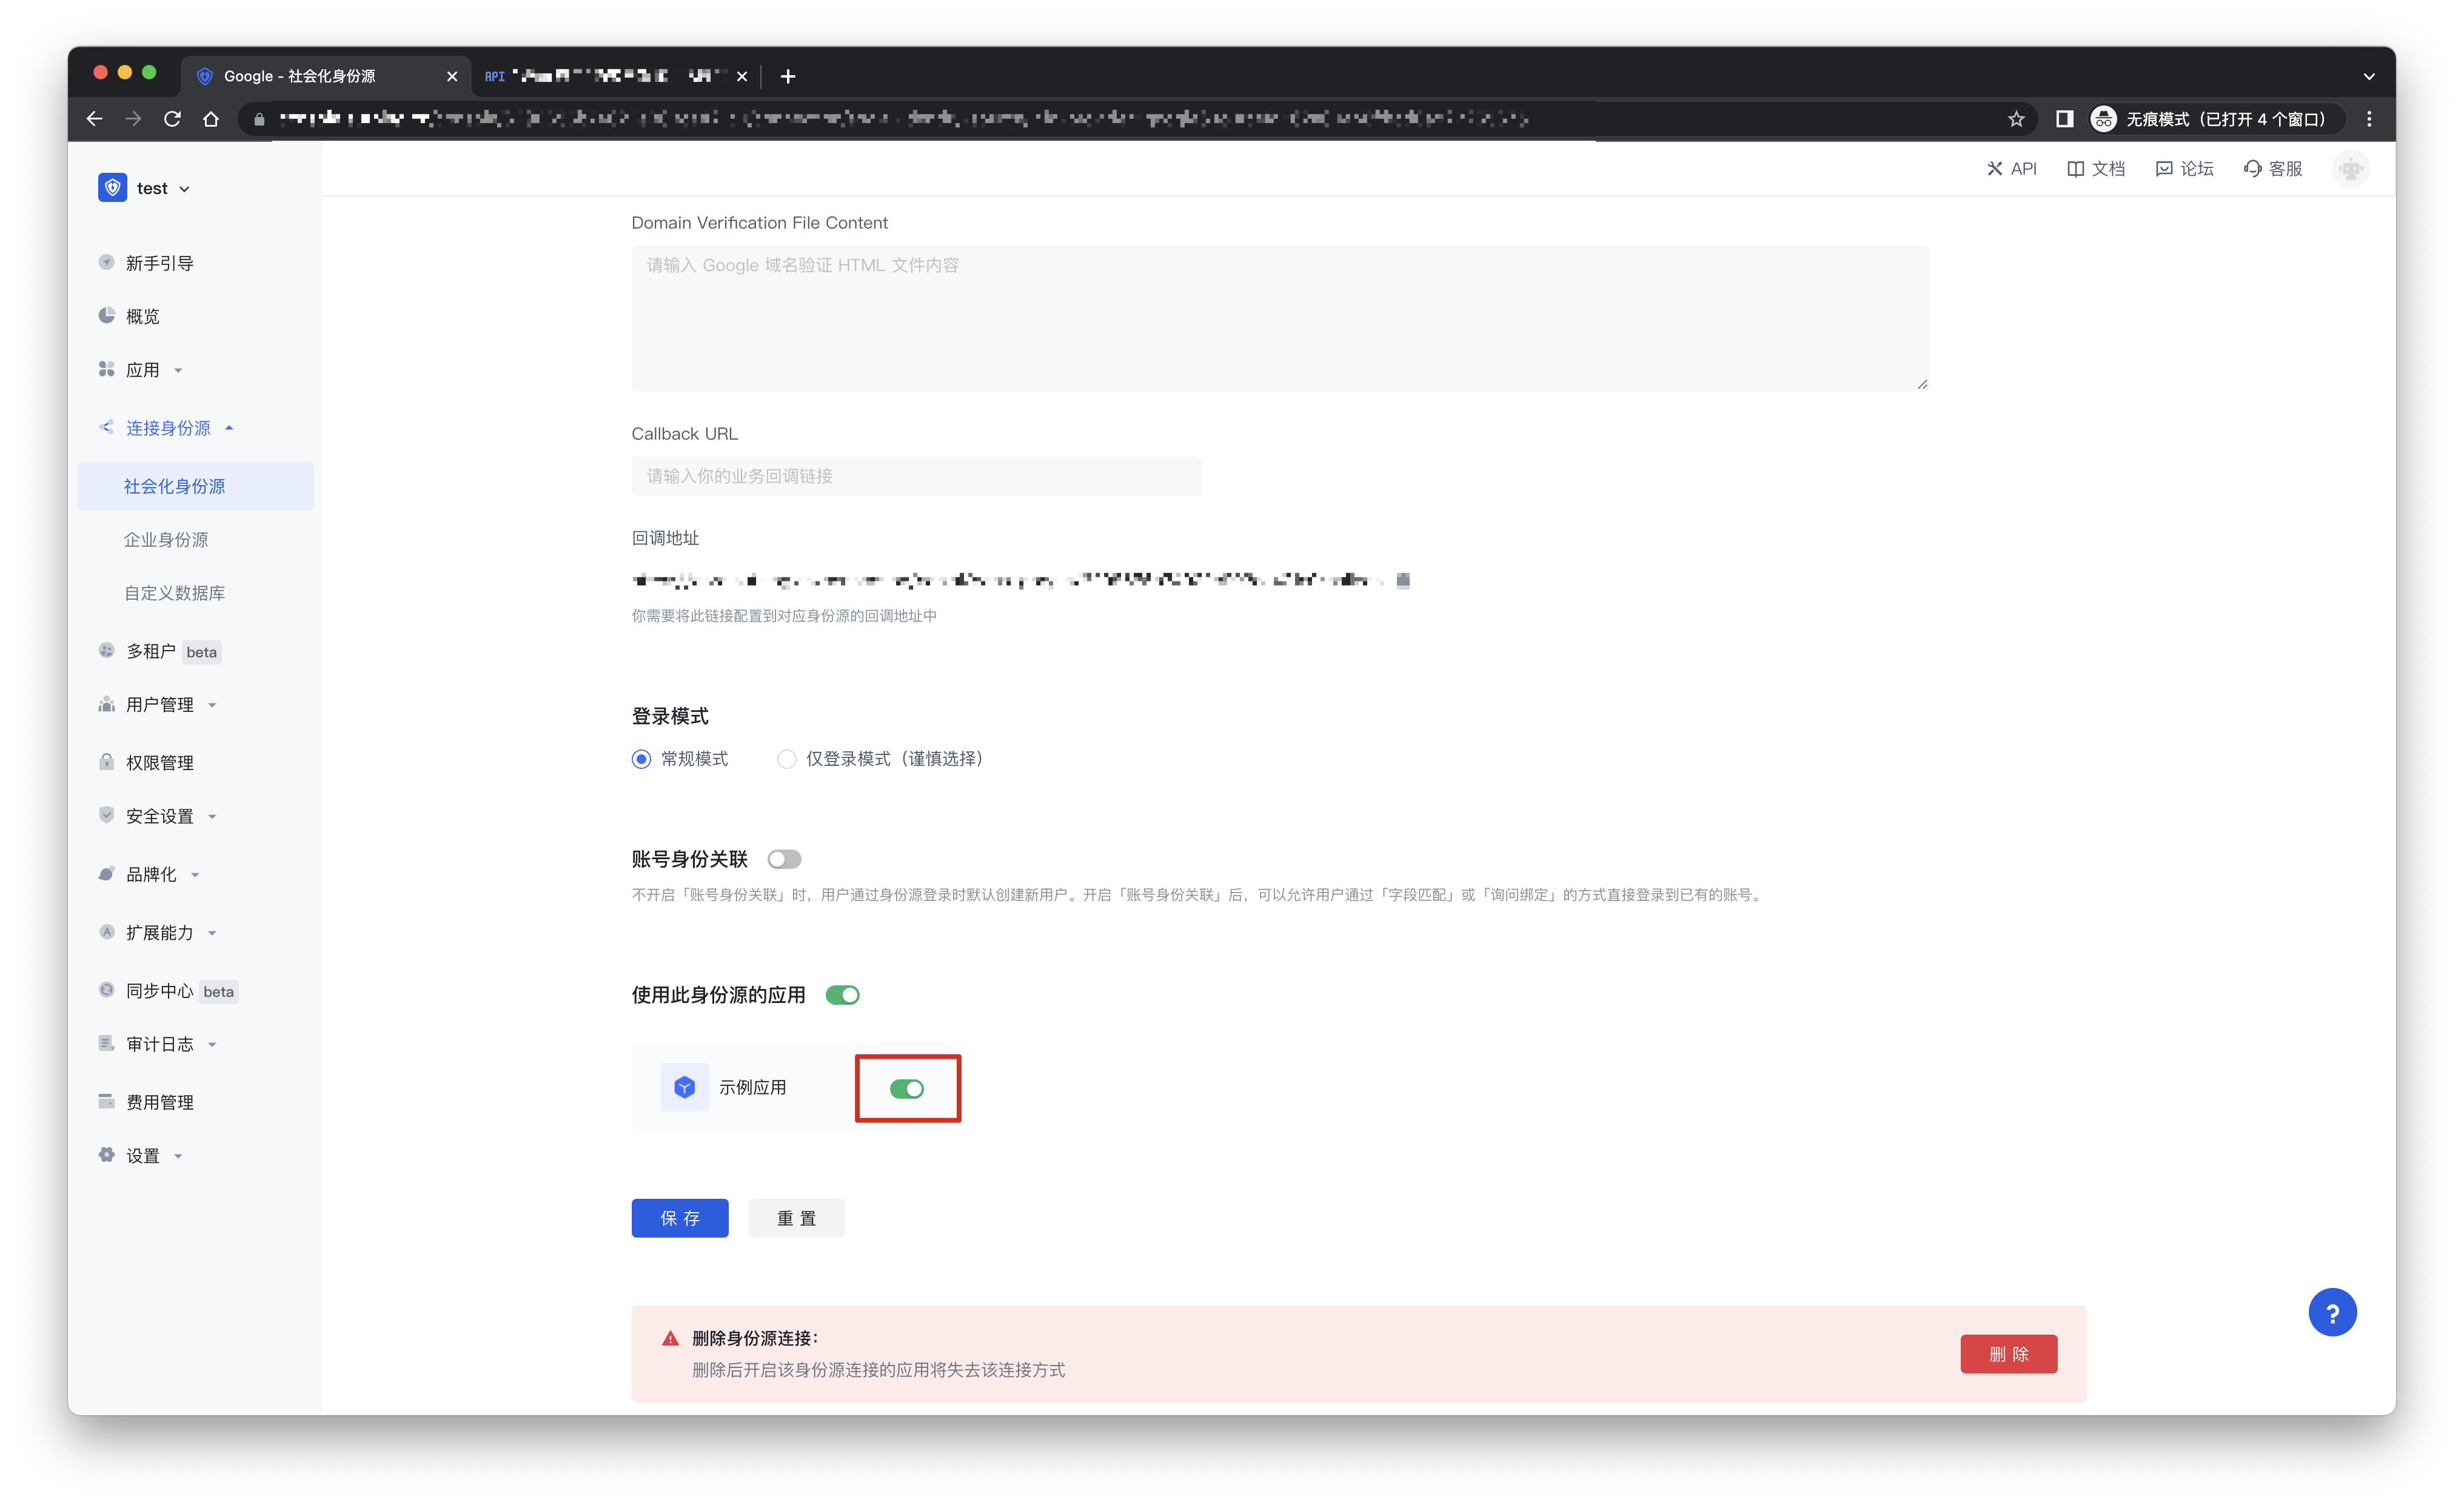 Google - 社会化身份源
API
无痕模式（已打开 4 个窗口）
test
API
文档
论坛
客服
新手引导
概览
应用
连接身份源
社会化身份源
企业身份源
自定义数据库
多租户 beta
用户管理
权限管理
安全设置
品牌化
扩展能力
同步中心 beta
审计日志
费用管理
设置
Domain Verification File Content
请输入 Google 域名验证 HTML 文件内容
Callback URL
请输入你的业务回调链接
回调地址
你需要将此链接配置到对应身份源的回调地址中
登录模式
常规模式
仅登录模式（谨慎选择）
账号身份关联
不开启「账号身份关联」时，用户通过身份源登录时默认创建新用户。开启「账号身份关联」后，可以允许用户通过「字段匹配」或「询问绑定」的方式直接登录到已有的账号。
使用此身份源的应用
示例应用
保 存
重 置
删除身份源连接：
删除后开启该身份源连接的应用将失去该连接方式
删 除
?